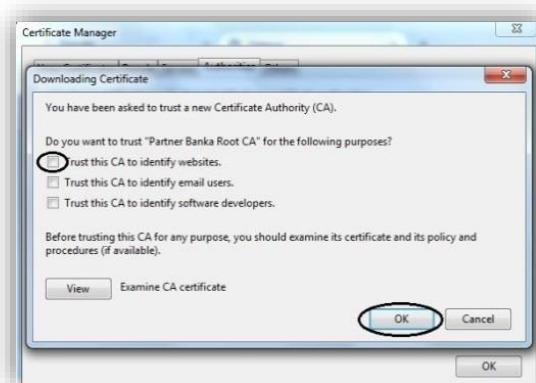 Certificate Manager
Downloading Certificate
You have been asked to trust a new Certificate Authority (CA).
Do you want to trust "Partner Banka Root CA" for the following purposes?
Trust this CA to identify websites.
Trust this CA to identify email users.
Trust this CA to identify software developers.
Before trusting this CA for any purpose, you should examine its certificate and its policy and
procedures (if available).
View Examine CA certificate
OK Cancel
OK